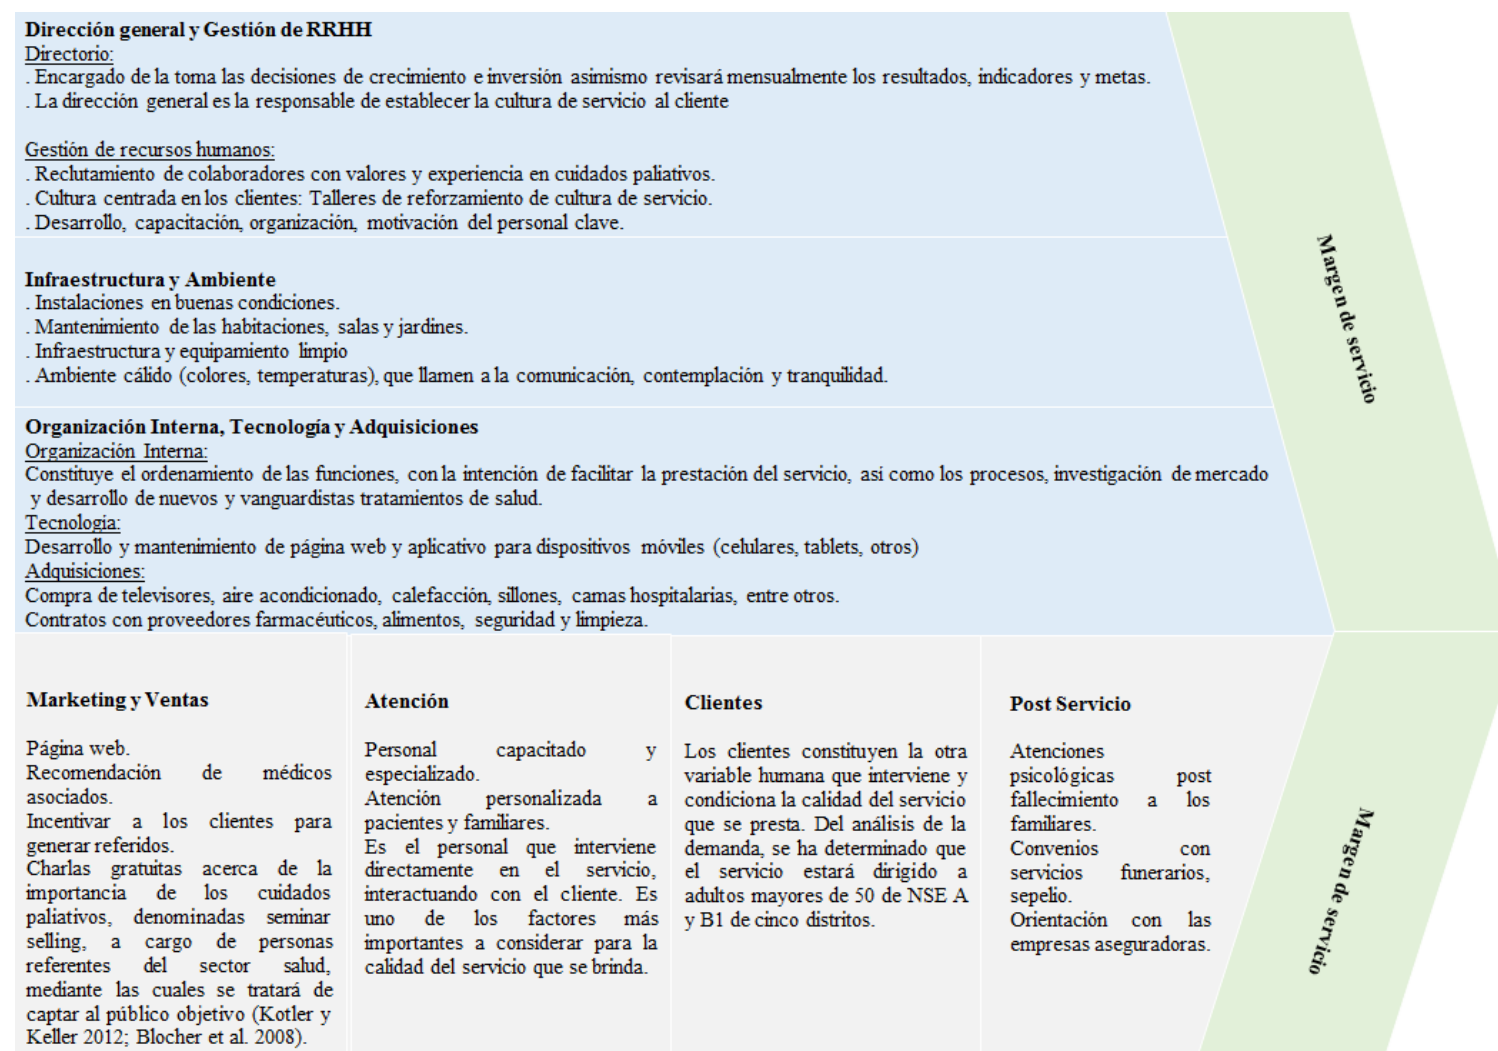 Dirección general y Gestión de RRHH
Directorio:
. Encargado de la toma las decisiones de crecimiento e inversión asimismo revisará mensualmente los resultados, indicadores y metas.
. La dirección general es la responsable de establecer la cultura de servicio al cliente
Gestión de recursos humanos:
. Reclutamiento de colaboradores con valores y experiencia en cuidados paliativos.
. Cultura centrada en los clientes: Talleres de reforzamiento de cultura de servicio.
. Desarrollo, capacitación, organización, motivación del personal clave.
Infraestructura y Ambiente
. Instalaciones en buenas condiciones.
. Mantenimiento de las habitaciones, salas y jardines.
. Infraestructura y equipamiento limpio
. Ambiente cálido (colores, temperaturas), que llamen a la comunicación, contemplación y tranquilidad.
Organización Interna, Tecnología y Adquisiciones
Organización Interna:
Constituye el ordenamiento de las funciones, con la intención de facilitar la prestación del servicio, así como los procesos, investigación de mercado
y desarrollo de nuevos y vanguardistas tratamientos de salud.
Tecnología:
Desarrollo y mantenimiento de página web y aplicativo para dispositivos móviles (celulares, tablets, otros)
Adquisiciones:
Compra de televisores, aire acondicionado, calefacción, sillones, camas hospitalarias, entre otros.
Contratos con proveedores farmacéuticos, alimentos, seguridad y limpieza.
Margen de servicio
Marketing y Ventas
Página web.
Recomendación de médicos
asociados.
Incentivar a los clientes para
generar referidos.
Charlas gratuitas acerca de la
importancia de los cuidados
paliativos, denominadas seminar
selling, a cargo de personas
referentes del sector salud,
mediante las cuales se tratará de
captar al público objetivo (Kotler y
Keller 2012; Blocher et al. 2008).
Atención
Personal capacitado y
especializado.
Atención personalizada a
pacientes y familiares.
Es el personal que interviene
directamente en el servicio,
interactuando con el cliente. Es
uno de los factores más
importantes a considerar para la
calidad del servicio que se brinda.
Clientes
Los clientes constituyen la otra
variable humana que interviene y
condiciona la calidad del servicio
que se presta. Del análisis de la
demanda, se ha determinado que
el servicio estará dirigido a
adultos mayores de 50 de NSE A
y B1 de cinco distritos.
Post Servicio
Atenciones
psicológicas post
fallecimiento a los
familiares.
Convenios con
servicios funerarios,
sepelio.
Orientación con las
empresas aseguradoras.
Margen de servicio